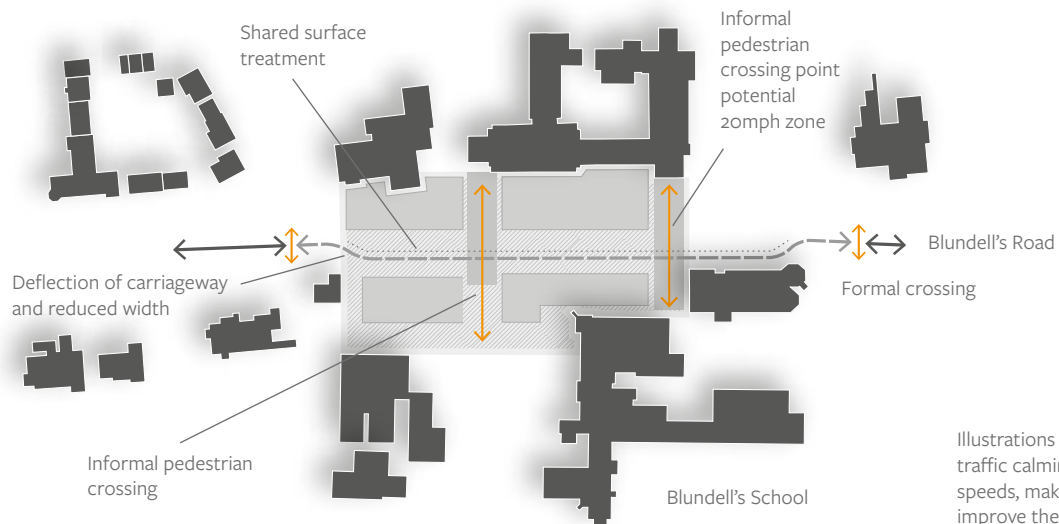 Shared surface
treatment
Informal
pedestrian
crossing point
potential
20mph zone
Blundell's Road
Deflection of carriageway
and reduced width
Formal crossing
Informal pedestrian
crossing
Blundell's School
Illustrations
traffic calmin
speeds, mak
improve the